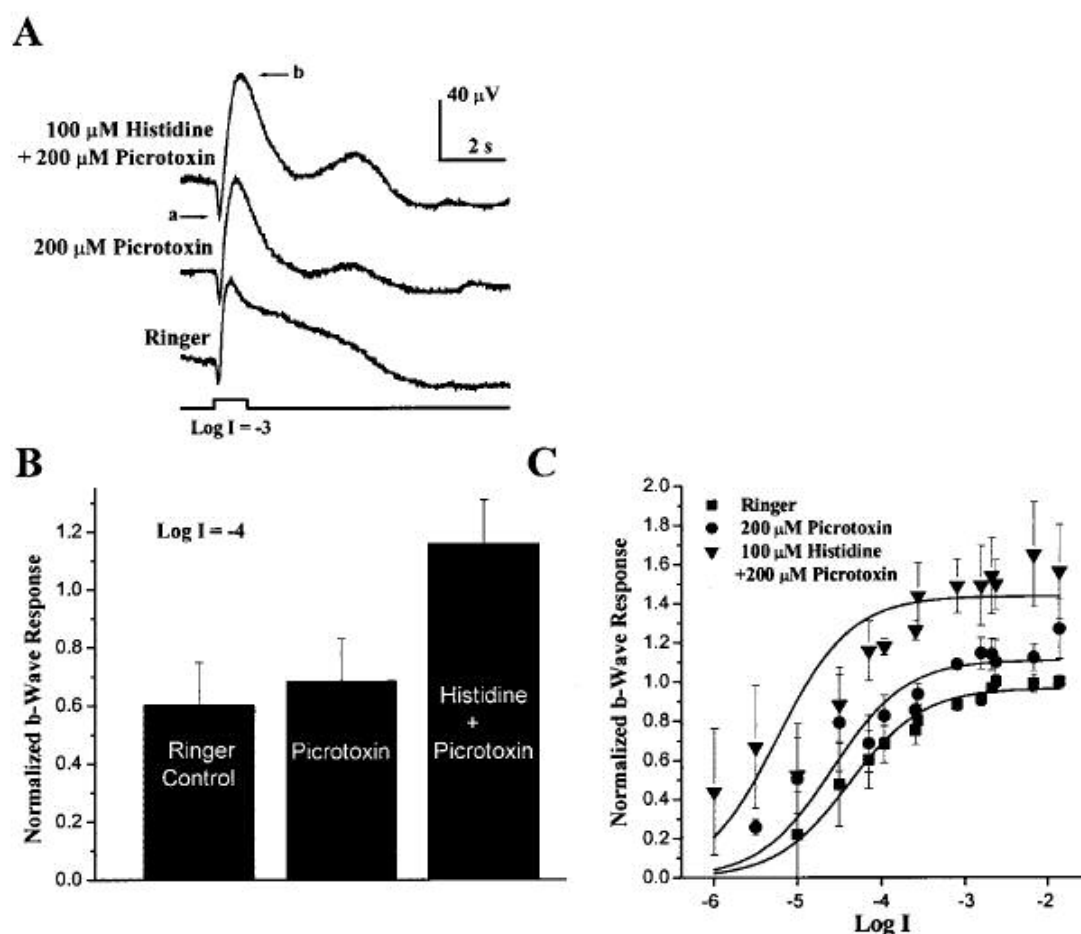 A
b
40 μV
2 s
100 μM Histidine
+ 200 μM Picrotoxin
a
200 μM Picrotoxin
Ringer
Log I = -3
B
Log I = -4
Normalized b-Wave Response
1.2
1.0
0.8
0.6
0.4
0.2
0.0
Ringer
Control
Picrotoxin
Histidine
+
Picrotoxin
C
Ringer
200 μM Picrotoxin
100 μM Histidine
+200 μM Picrotoxin
Normalized b-Wave Response
2.0
1.8
1.6
1.4
1.2
1.0
0.8
0.6
0.4
0.2
0.0
-6
-5
-4
-3
-2
Log I